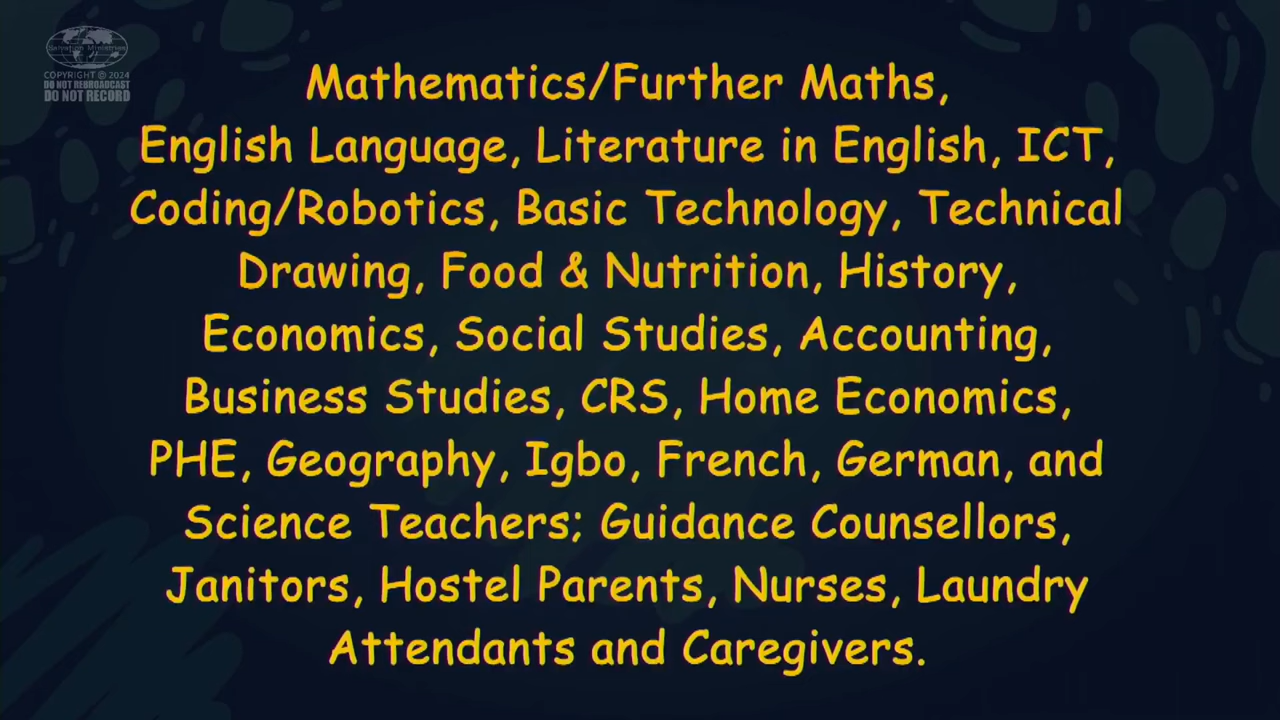 Salvation Ministries
COPYRIGHT @ 2024
DO NOT REBROADCAST
DO NOT RECORD
Mathematics/Further Maths,
English Language, Literature in English, ICT,
Coding/Robotics, Basic Technology, Technical
Drawing, Food & Nutrition, History,
Economics, Social Studies, Accounting,
Business Studies, CRS, Home Economics,
PHE, Geography, Igbo, French, German, and
Science Teachers; Guidance Counsellors,
Janitors, Hostel Parents, Nurses, Laundry
Attendants and Caregivers.